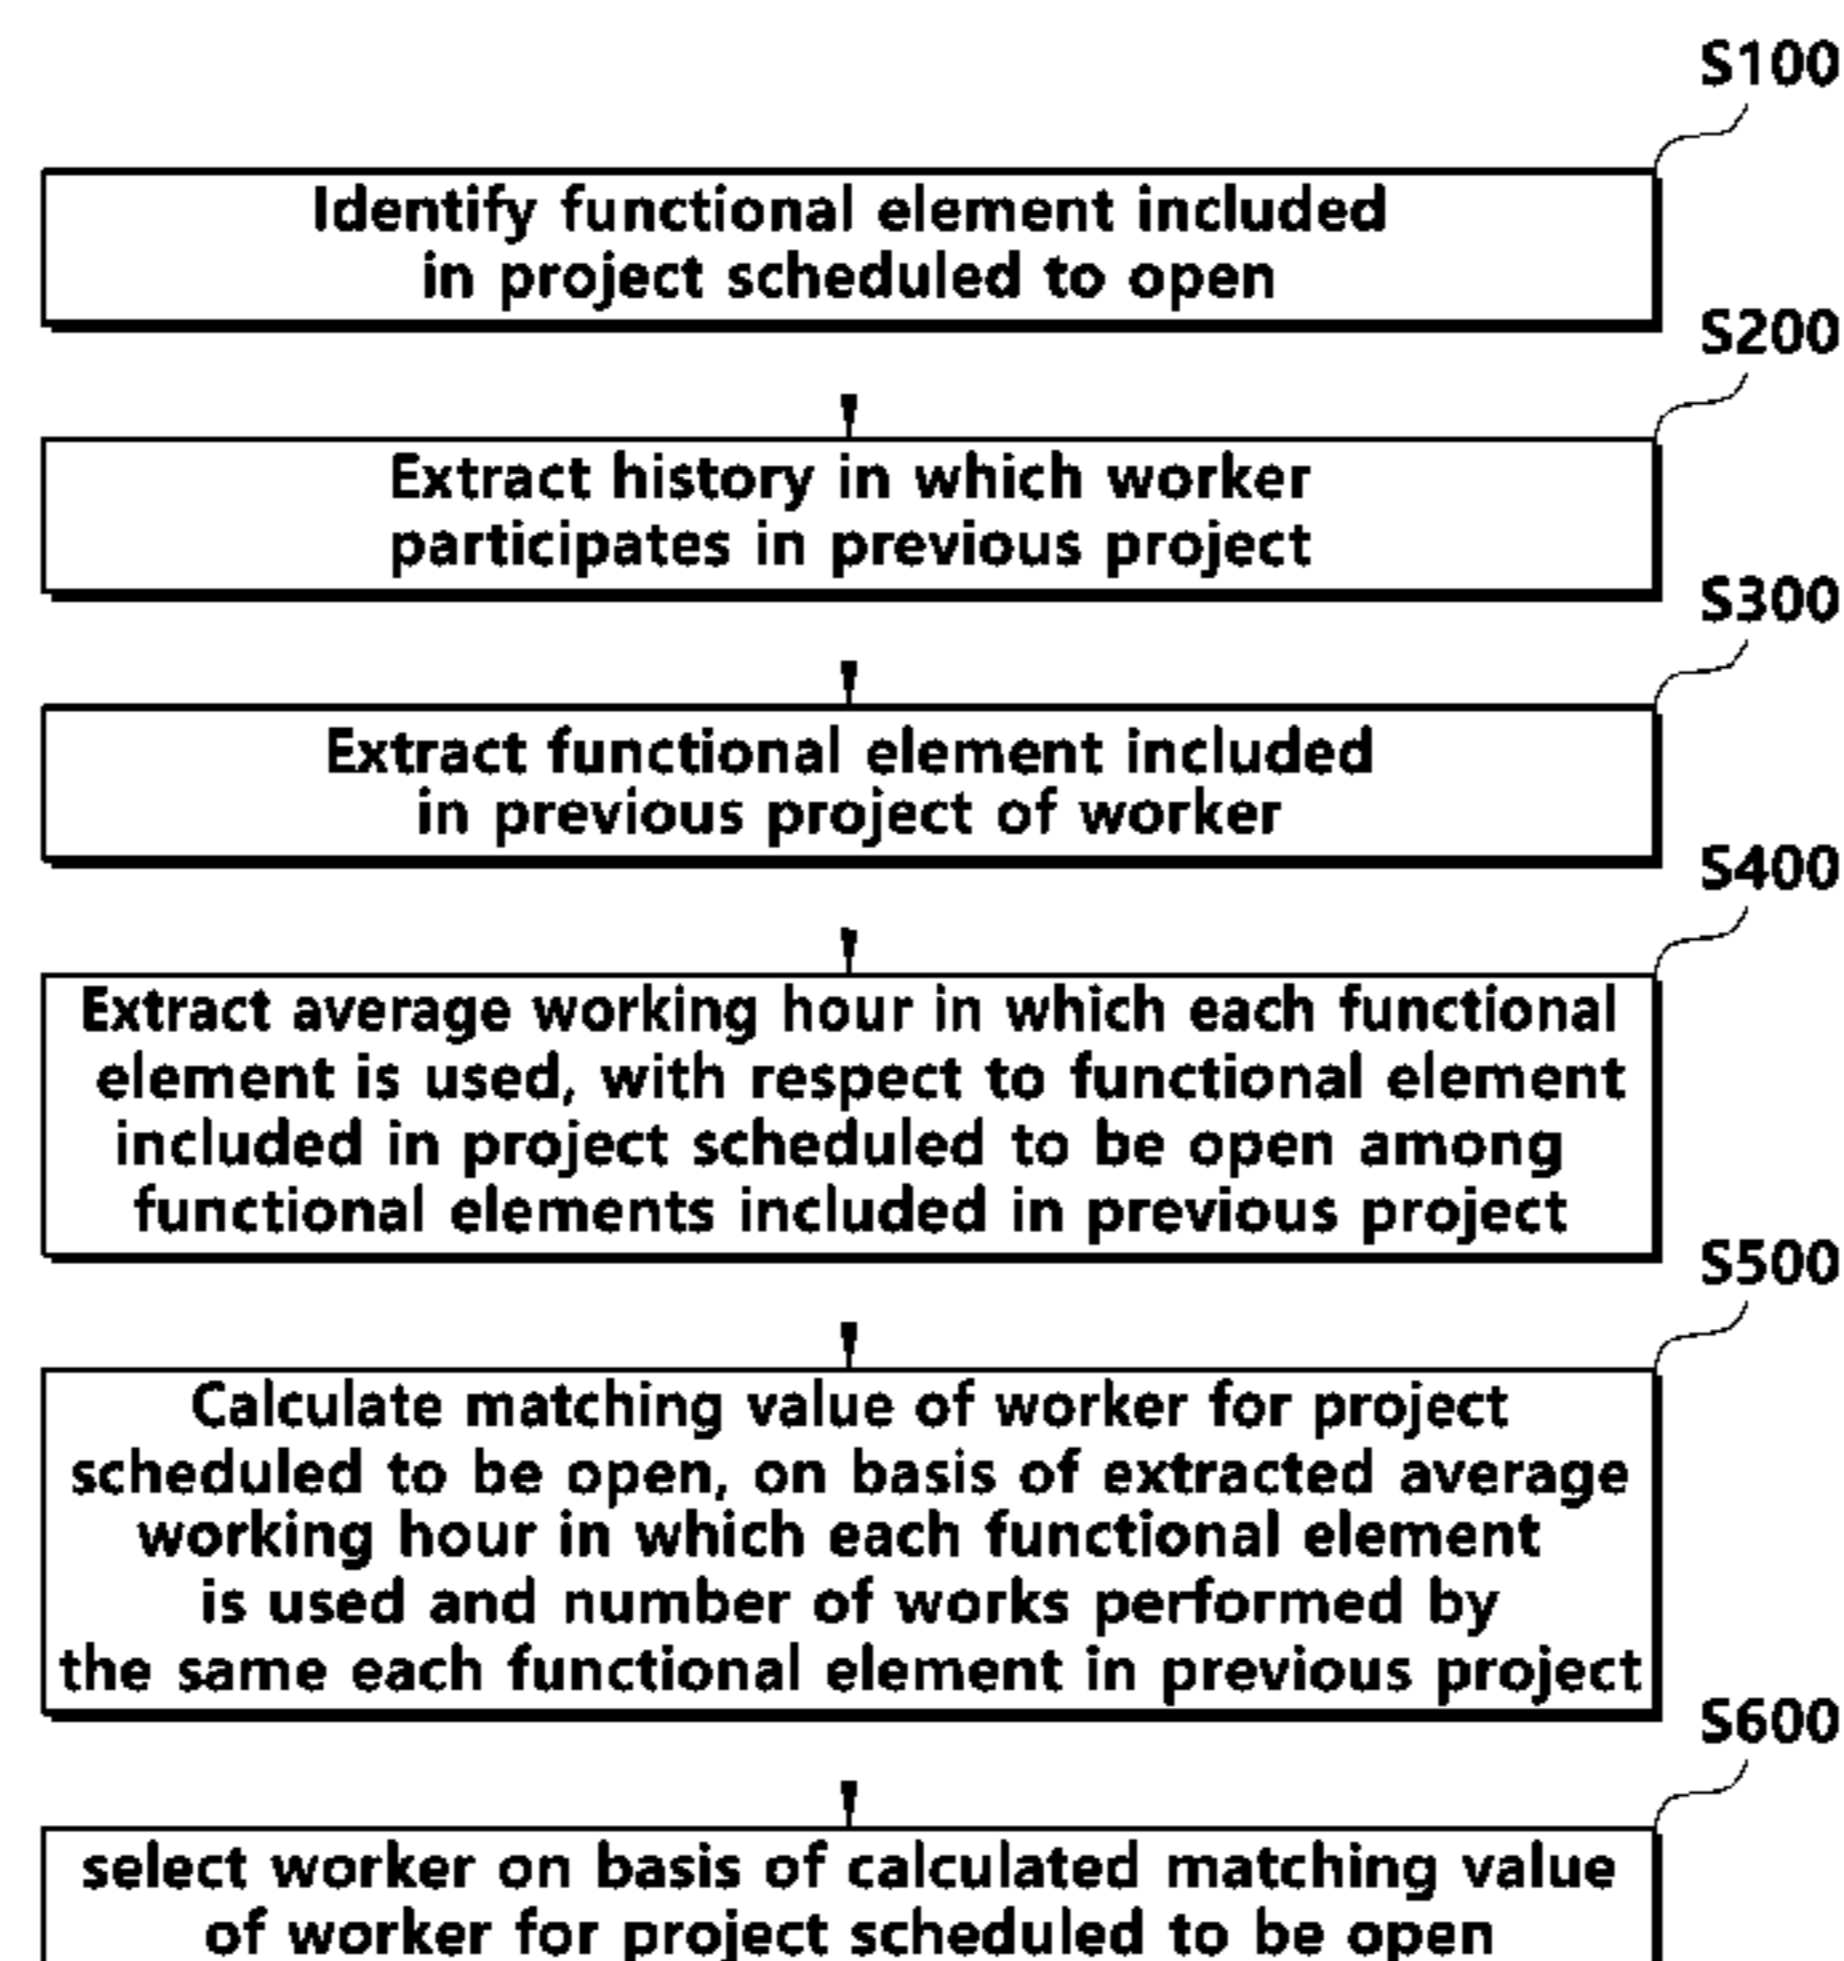 S100
Identify functional element included
in project scheduled to open
S200
Extract history in which worker
participates in previous project
S300
Extract functional element included
in previous project of worker
S400
Extract average working hour in which each functional
element is used, with respect to functional element
included in project scheduled to be open among
functional elements included in previous project
S500
Calculate matching value of worker for project
scheduled to be open, on basis of extracted average
working hour in which each functional element
is used and number of works performed by
the same each functional element in previous project
S600
select worker on basis of calculated matching value
of worker for project scheduled to be open